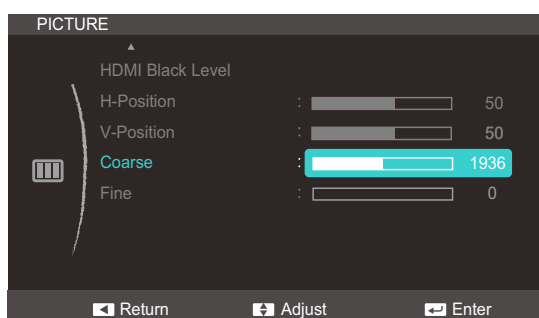 PICTURE
HDMI Black Level
H-Position : 50
V-Position : 50
Coarse : 1936
Fine : 0
Return Adjust Enter